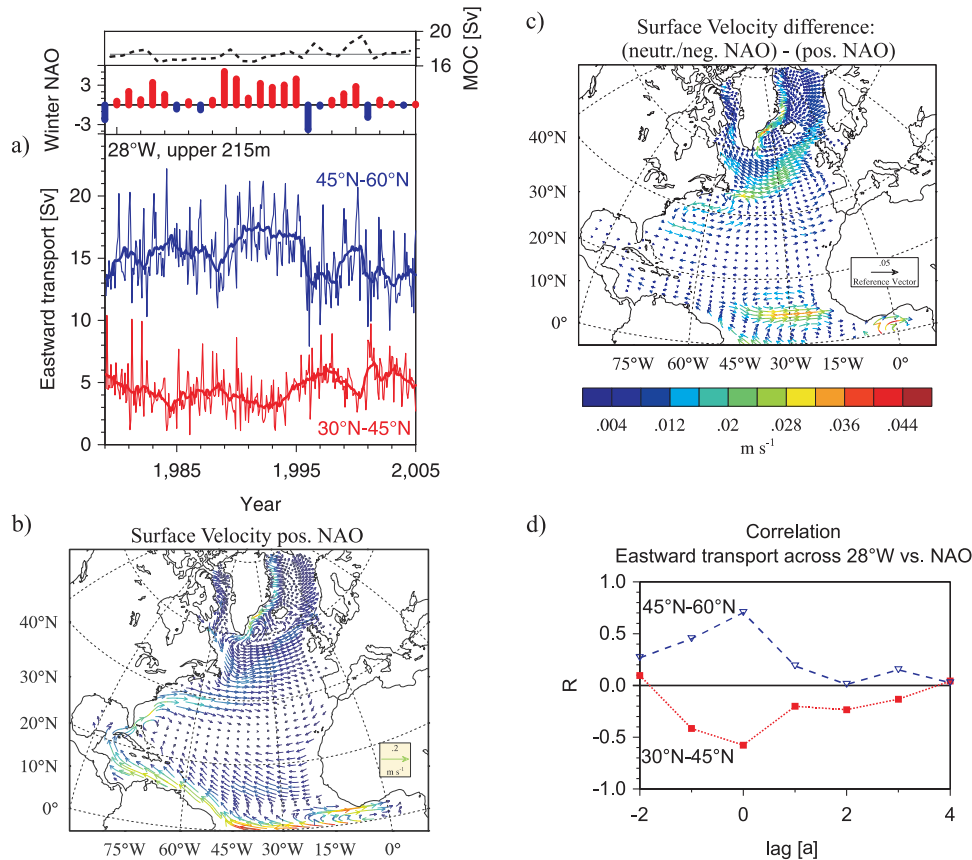 a)
Winter NAO
3
0
-3
20
16
MOC [Sv]
28°W, upper 215m
45°N-60°N
30°N-45°N
Eastward transport [Sv]
20
15
10
5
0
1,985
1,995
2,005
Year
b)
Surface Velocity pos. NAO
40°N
30°N
20°N
10°N
0°
75°W
60°W
45°W
30°W
15°W
0°
.2
m s⁻¹
c)
Surface Velocity difference:
(neutr./neg. NAO) - (pos. NAO)
40°N
30°N
20°N
10°N
0°
.05
Reference Vector
75°W
60°W
45°W
30°W
15°W
0°
.004
.012
.02
.028
.036
.044
m s⁻¹
d)
Correlation
Eastward transport across 28°W vs. NAO
1.0
0.5
0.0
-0.5
-1.0
R
45°N-60°N
30°N-45°N
-2
0
2
4
lag [a]